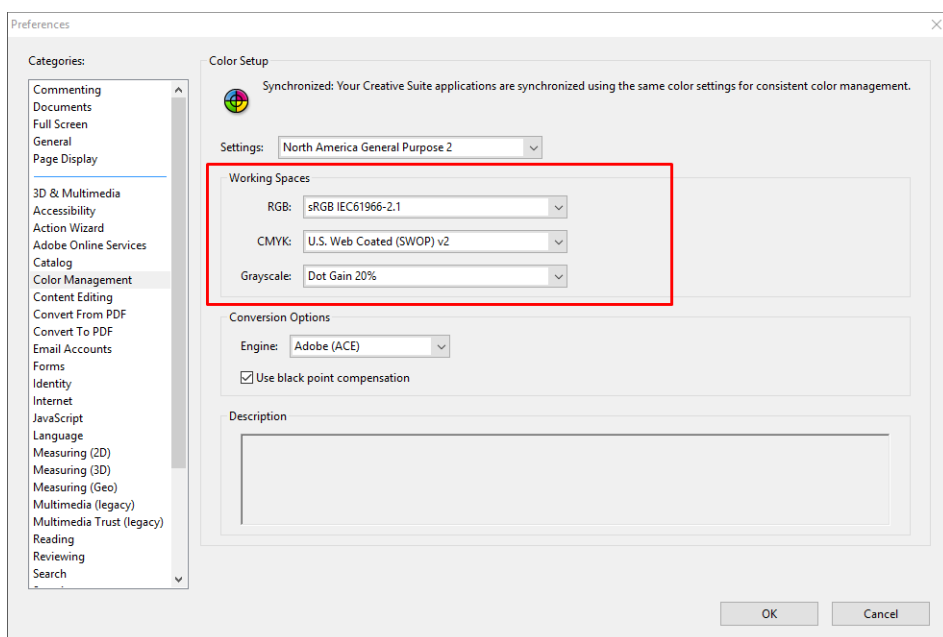 Preferences
Categories:
Commenting
Documents
Full Screen
General
Page Display
3D & Multimedia
Accessibility
Action Wizard
Adobe Online Services
Catalog
Color Management
Content Editing
Convert From PDF
Convert To PDF
Email Accounts
Forms
Identity
Internet
JavaScript
Language
Measuring (2D)
Measuring (3D)
Measuring (Geo)
Multimedia (legacy)
Multimedia Trust (legacy)
Reading
Reviewing
Search
Color Setup
Synchronized: Your Creative Suite applications are synchronized using the same color settings for consistent color management.
Settings: North America General Purpose 2
Working Spaces
RGB: sRGB IEC61966-2.1
CMYK: U.S. Web Coated (SWOP) v2
Grayscale: Dot Gain 20%
Conversion Options
Engine: Adobe (ACE)
Use black point compensation
Description
OK Cancel